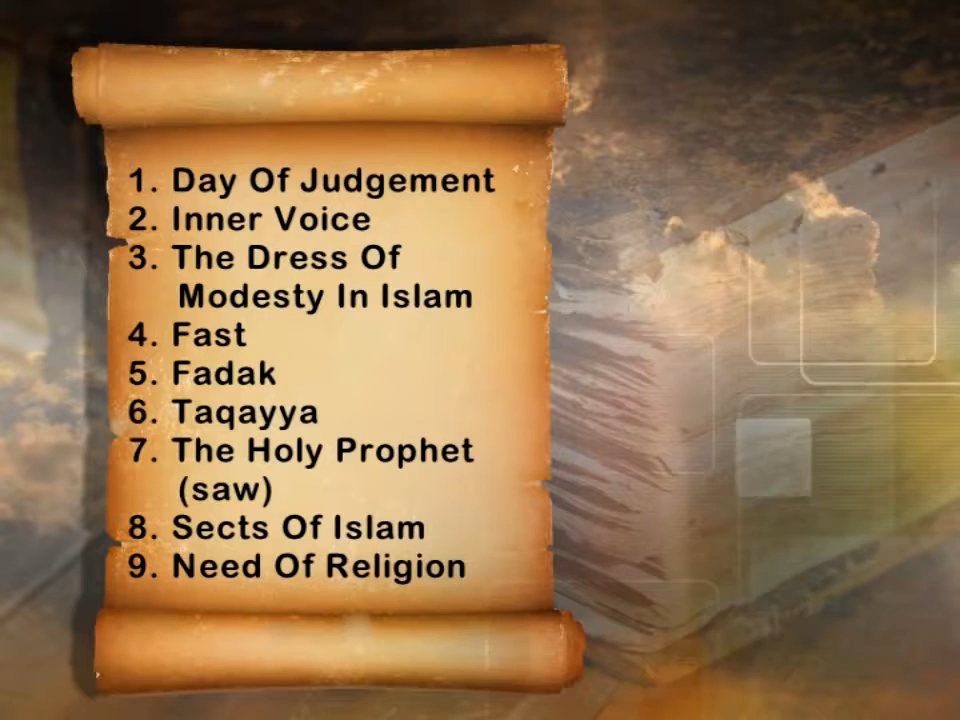 1. Day Of Judgement
2. Inner Voice
3. The Dress Of
Modesty In Islam
4. Fast
5. Fadak
6. Taqayya
7. The Holy Prophet
(saw)
8. Sects Of Islam
9. Need Of Religion